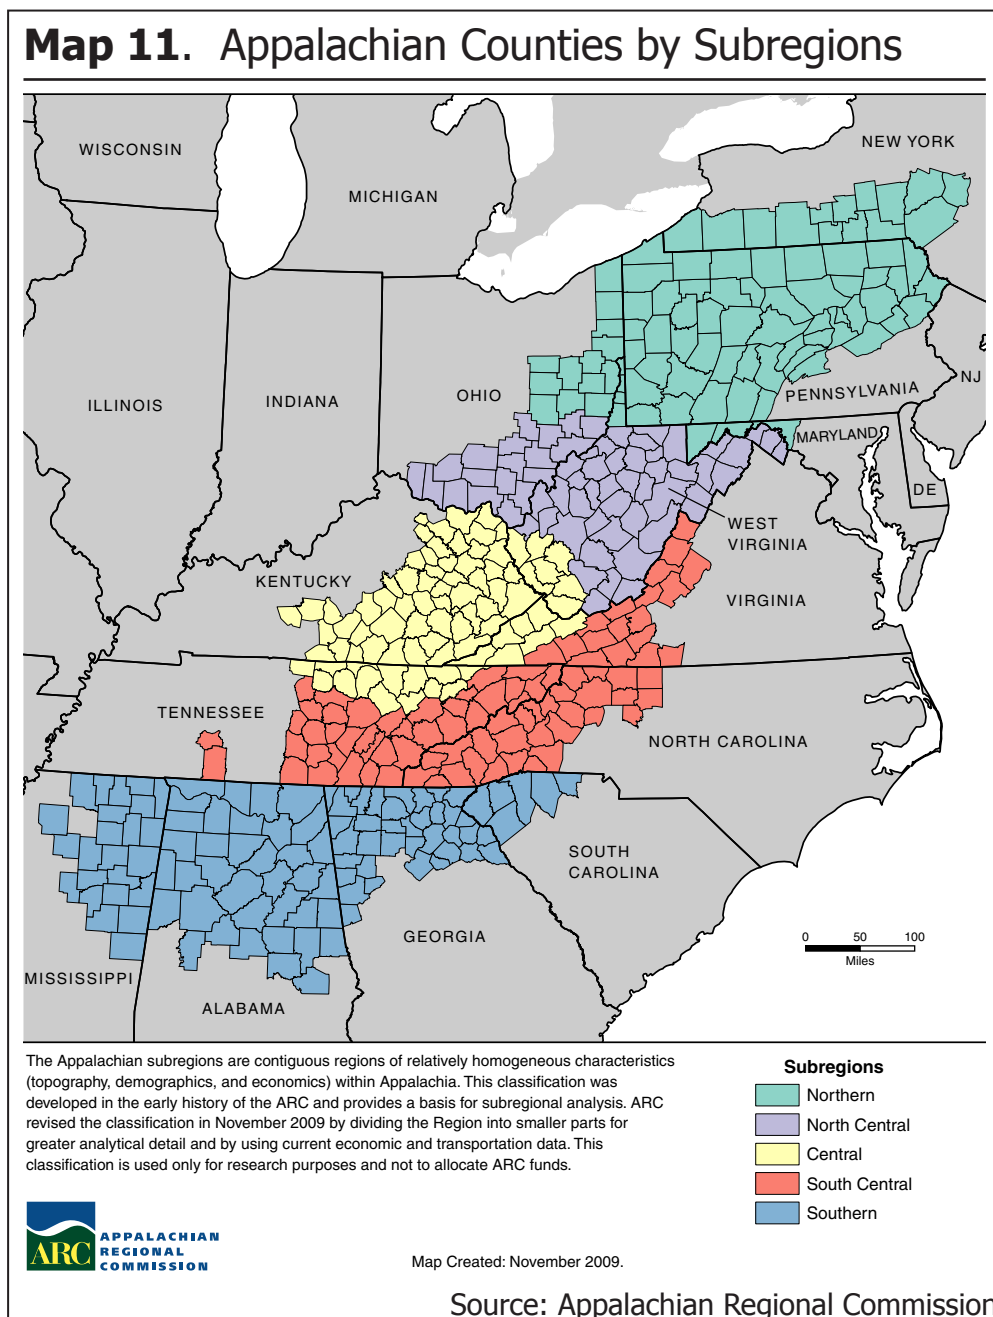 Map 11. Appalachian Counties by Subregions
WISCONSIN
NEW YORK
MICHIGAN
ILLINOIS
INDIANA
OHIO
PENNSYLVANIA
NJ
MARYLAND
DE
WEST
VIRGINIA
KENTUCKY
VIRGINIA
TENNESSEE
NORTH CAROLINA
SOUTH
CAROLINA
GEORGIA
MISSISSIPPI
ALABAMA
0 50 100
Miles
The Appalachian subregions are contiguous regions of relatively homogeneous characteristics
(topography, demographics, and economics) within Appalachia. This classification was
developed in the early history of the ARC and provides a basis for subregional analysis. ARC
revised the classification in November 2009 by dividing the Region into smaller parts for
greater analytical detail and by using current economic and transportation data. This
classification is used only for research purposes and not to allocate ARC funds.
Subregions
Northern
North Central
Central
South Central
Southern
ARC
APPALACHIAN
REGIONAL
COMMISSION
Map Created: November 2009.
Source: Appalachian Regional Commission